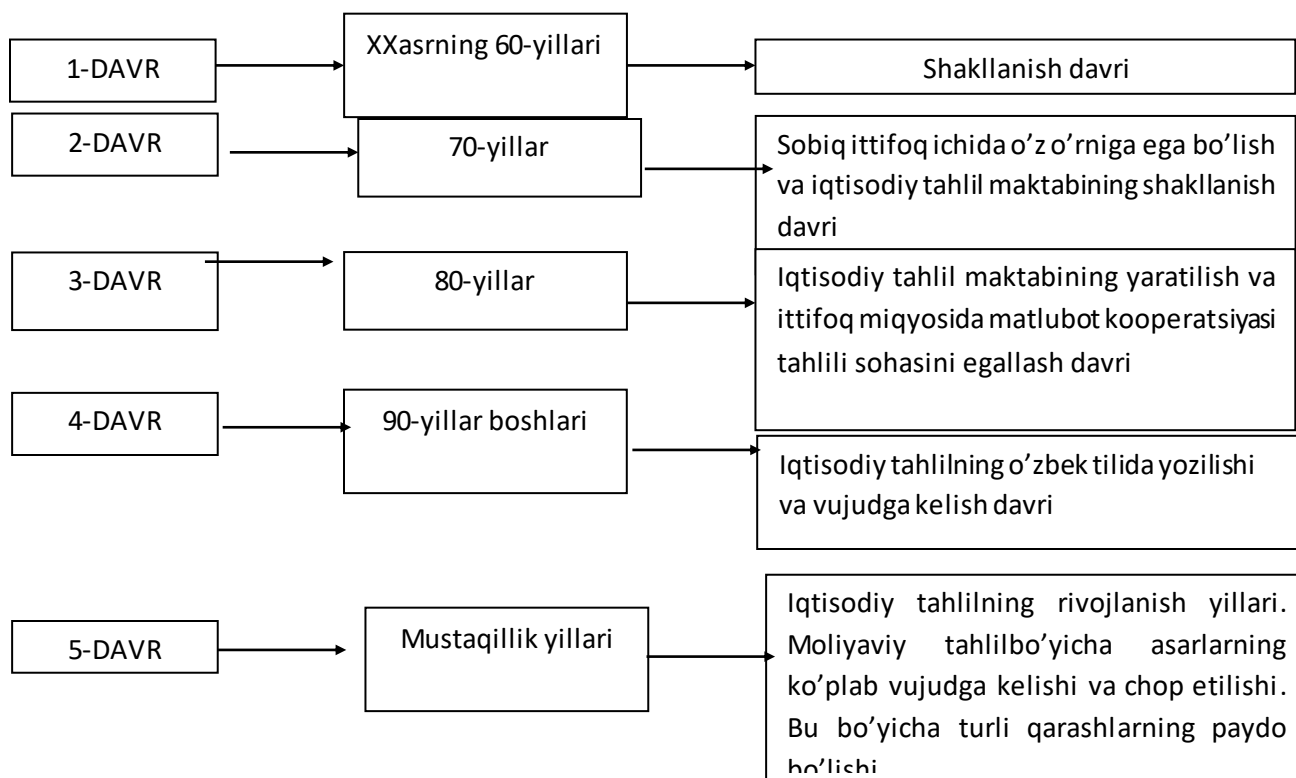 1-DAVR
XXasrning 60-yillari
Shakllanish davri
2-DAVR
70-yillar
Sobiq ittifoq ichida o’z o’rniga ega bo’lish
va iqtisodiy tahlil maktabining shakllanish
davri
3-DAVR
80-yillar
Iqtisodiy tahlil maktabining yaratilish va
ittifoq miqyosida matlubot kooperatsiyasi
tahlili sohasini egallash davri
4-DAVR
90-yillar boshlari
Iqtisodiy tahlilning o’zbek tilida yozilishi
va vujudga kelish davri
5-DAVR
Mustaqillik yillari
Iqtisodiy tahlilning rivojlanish yillari.
Moliyaviy tahlilbo’yicha asarlarning
ko’plab vujudga kelishi va chop etilishi.
Bu bo’yicha turli qarashlarning paydo
bo’lishi